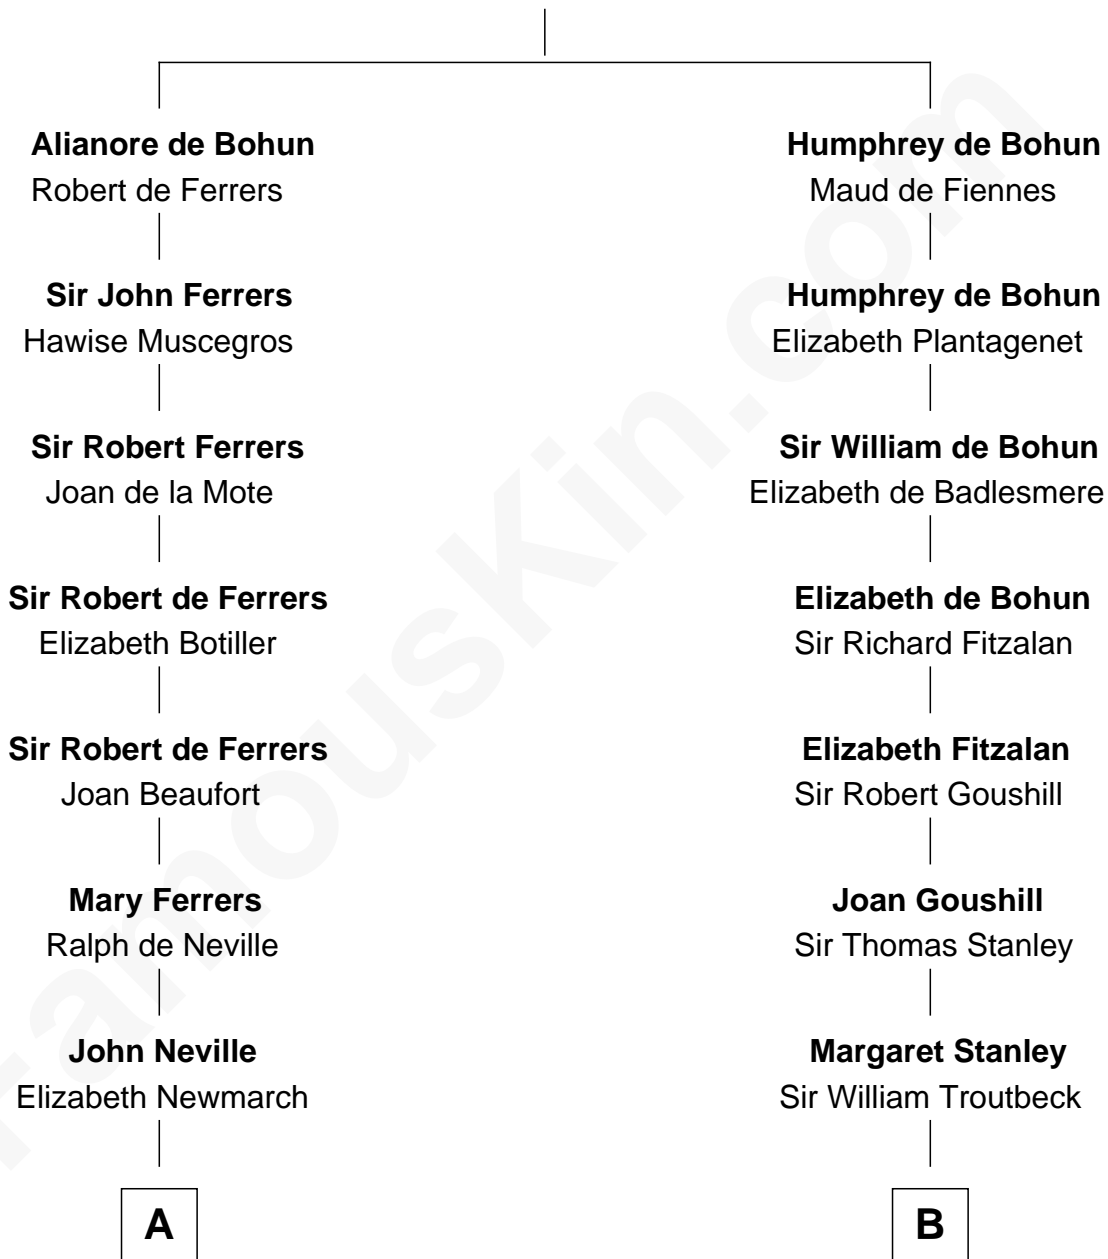 Alianore de Bohun
Robert de Ferrers
Sir John Ferrers
Hawise Muscegros
Sir Robert Ferrers
Joan de la Mote
Sir Robert de Ferrers
Elizabeth Botiller
Sir Robert de Ferrers
Joan Beaufort
Mary Ferrers
Ralph de Neville
John Neville
Elizabeth Newmarch
A
Humphrey de Bohun
Maud de Fiennes
Humphrey de Bohun
Elizabeth Plantagenet
Sir William de Bohun
Elizabeth de Badlesmere
Elizabeth de Bohun
Sir Richard Fitzalan
Elizabeth Fitzalan
Sir Robert Goushill
Joan Goushill
Sir Thomas Stanley
Margaret Stanley
Sir William Troutbeck
B
FamousKin.com